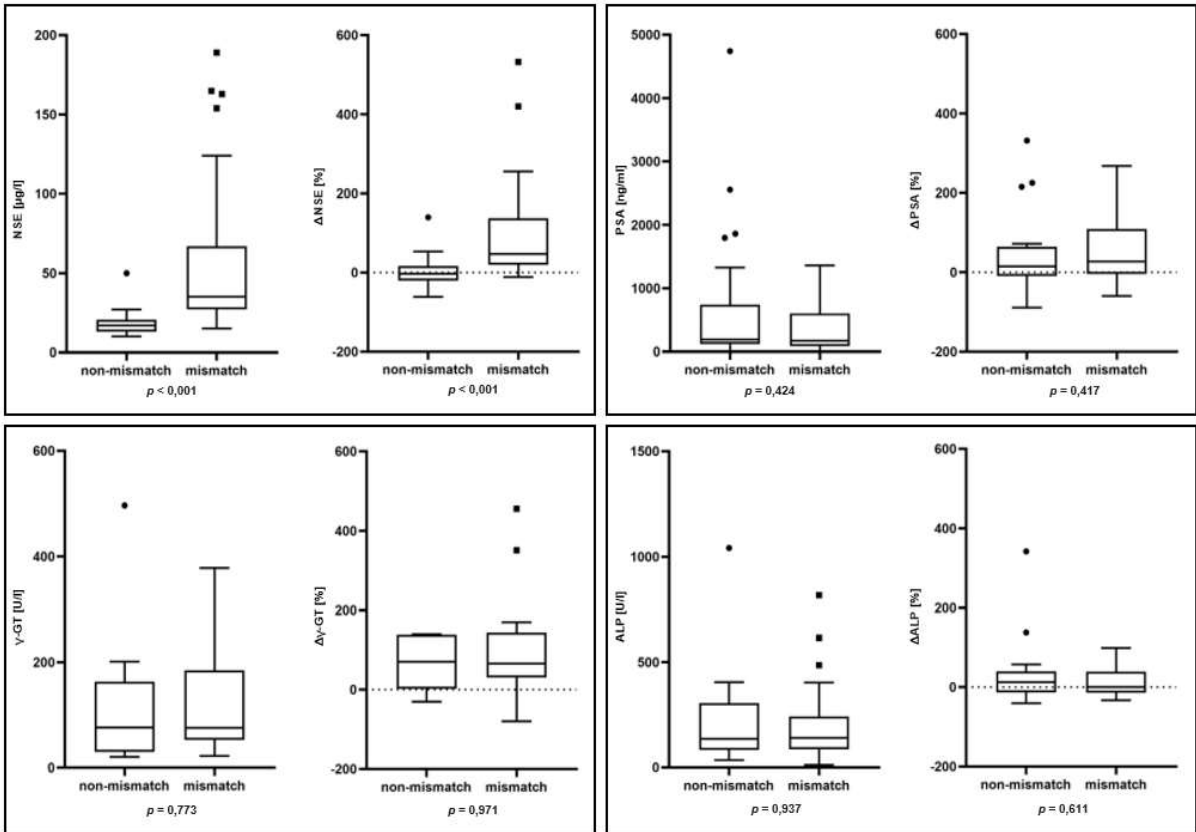 NSE [µg/l]
200
150
100
50
0
non-mismatch mismatch
p < 0,001
ΔNSE [%]
600
400
200
0
-200
non-mismatch mismatch
p < 0,001
PSA [ng/ml]
5000
4000
3000
2000
1000
0
non-mismatch mismatch
p = 0,424
ΔPSA [%]
600
400
200
0
-200
non-mismatch mismatch
p = 0,417
γ-GT [U/l]
600
400
200
0
non-mismatch mismatch
p = 0,773
Δγ-GT [%]
600
400
200
0
-200
non-mismatch mismatch
p = 0,971
ALP [U/l]
1500
1000
500
0
non-mismatch mismatch
p = 0,937
ΔALP [%]
600
400
200
0
-200
non-mismatch mismatch
p = 0,611